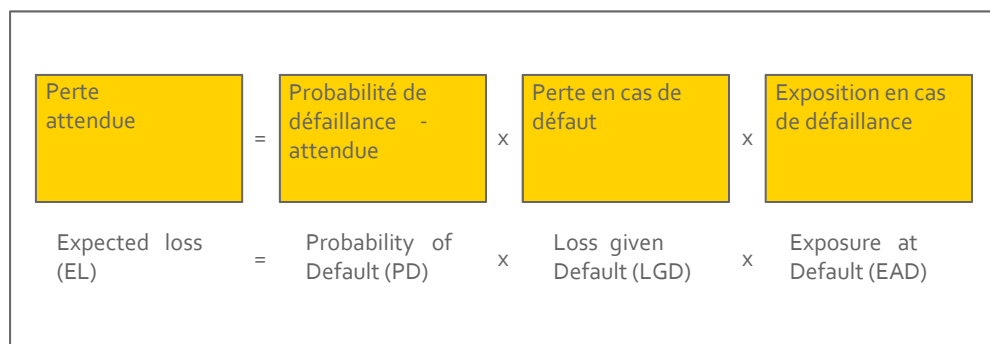 Perte
attendue
=
Probabilité de
défaillance -
attendue
x
Perte en cas de
défaut
x
Exposition en cas
de défaillance
Expected loss
(EL)
=
Probability of
Default (PD)
x
Loss given
Default (LGD)
x
Exposure at
Default (EAD)